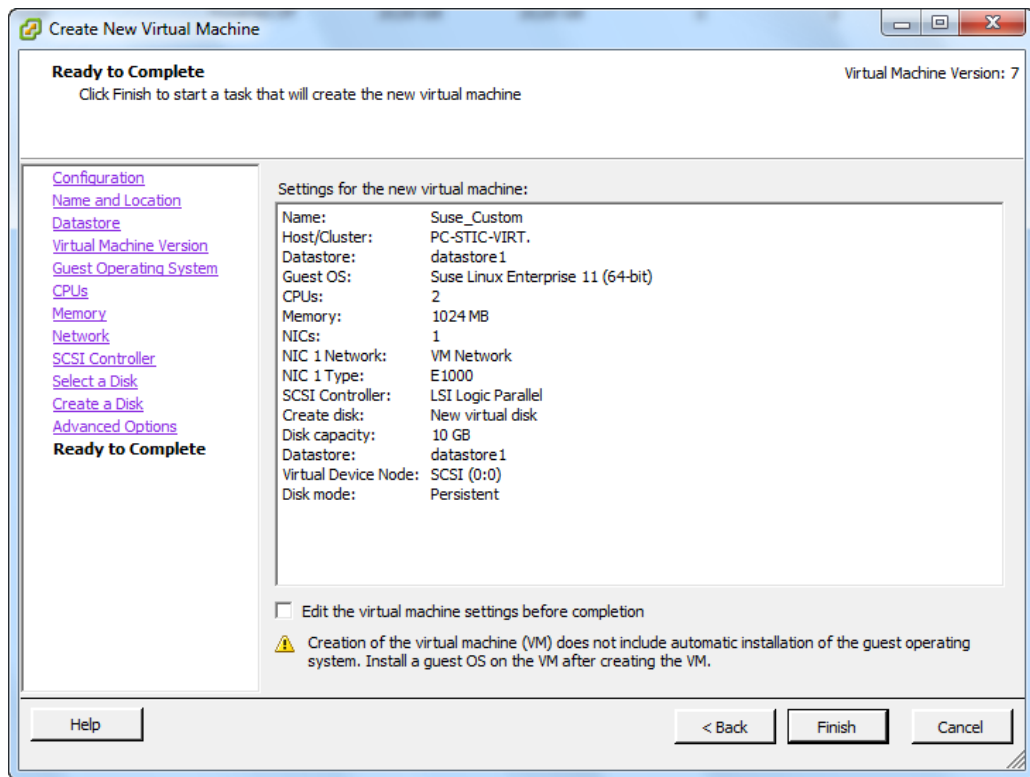 Create New Virtual Machine
Ready to Complete
Virtual Machine Version: 7
Click Finish to start a task that will create the new virtual machine
Configuration
Name and Location
Datastore
Virtual Machine Version
Guest Operating System
CPUs
Memory
Network
SCSI Controller
Select a Disk
Create a Disk
Advanced Options
Ready to Complete
Settings for the new virtual machine:
Name: Suse_Custom
Host/Cluster: PC-STIC-VIRT.
Datastore: datastore1
Guest OS: Suse Linux Enterprise 11 (64-bit)
CPUs: 2
Memory: 1024 MB
NICs: 1
NIC 1 Network: VM Network
NIC 1 Type: E1000
SCSI Controller: LSI Logic Parallel
Create disk: New virtual disk
Disk capacity: 10 GB
Datastore: datastore1
Virtual Device Node: SCSI (0:0)
Disk mode: Persistent
Edit the virtual machine settings before completion
Creation of the virtual machine (VM) does not include automatic installation of the guest operating
system. Install a guest OS on the VM after creating the VM.
Help
< Back
Finish
Cancel